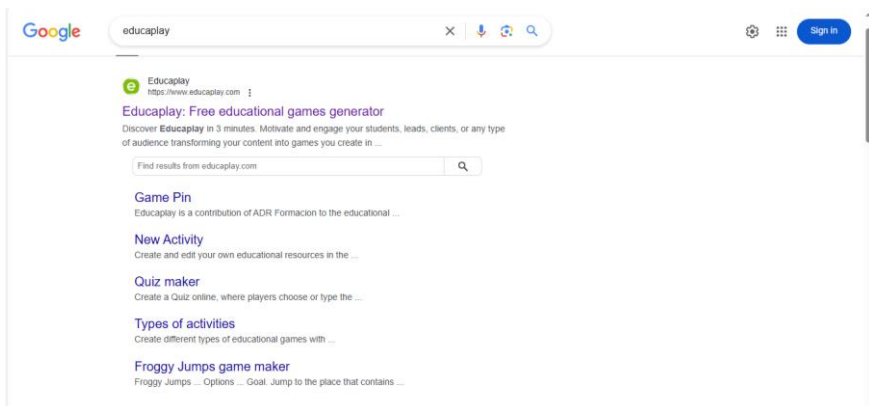 Google
educaplay
Sign in
Educaplay
https://www.educaplay.com
Educaplay: Free educational games generator
Discover Educaplay in 3 minutes. Motivate and engage your students, leads, clients, or any type
of audience transforming your content into games you create in ...
Find results from educaplay.com
Game Pin
Educaplay is a contribution of ADR Formacion to the educational ...
New Activity
Create and edit your own educational resources in the ...
Quiz maker
Create a Quiz online, where players choose or type the ...
Types of activities
Create different types of educational games with ...
Froggy Jumps game maker
Froggy Jumps ... Options ... Goal. Jump to the place that contains ...